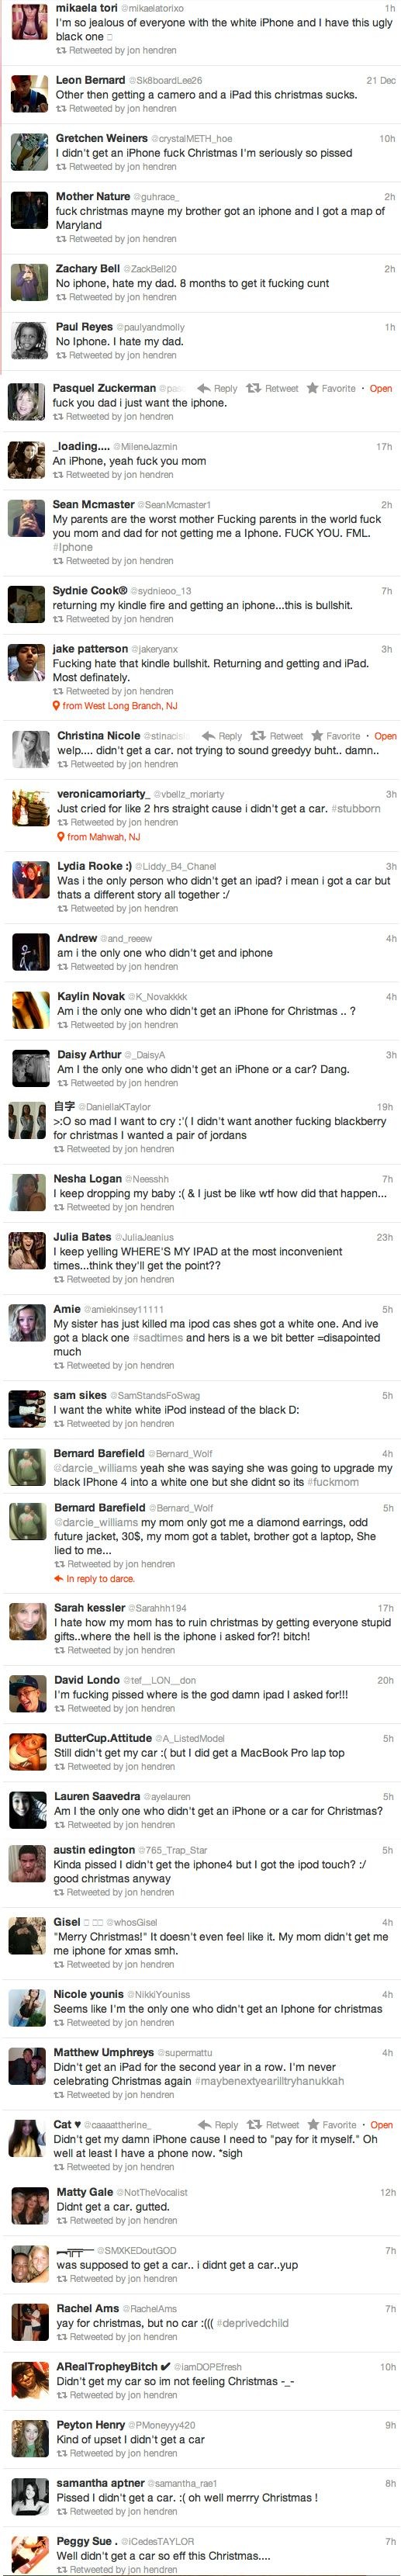 mikaela tori @mikaelatorixo 1h
I'm so jealous of everyone with the white iPhone and I have this ugly
black one
Retweeted by jon hendren
Leon Bernard @Sk8boardLee26 21 Dec
Other then getting a camero and a iPad this christmas sucks.
Retweeted by jon hendren
Gretchen Weiners @crystalMETH_hoe 10h
I didn't get an iPhone fuck Christmas I'm seriously so pissed
Retweeted by jon hendren
Mother Nature @guhrace_ 2h
fuck christmas mayne my brother got an iphone and I got a map of
Maryland
Retweeted by jon hendren
Zachary Bell @ZackBell20 2h
No iphone, hate my dad. 8 months to get it fucking cunt
Retweeted by jon hendren
Paul Reyes @paulyandmolly 1h
No Iphone. I hate my dad.
Retweeted by jon hendren
Pasquel Zuckerman Reply Retweet Favorite · Open
fuck you dad i just want the iphone.
Retweeted by jon hendren
_loading.... @MileneJazmin 17h
An iPhone, yeah fuck you mom
Retweeted by jon hendren
Sean Mcmaster @SeanMcmaster1 2h
My parents are the worst mother Fucking parents in the world fuck
you mom and dad for not getting me a Iphone. FUCK YOU. FML.
#Iphone
Retweeted by jon hendren
Sydnie Cook® @sydnieoo_13 7h
returning my kindle fire and getting an iphone...this is bullshit.
Retweeted by jon hendren
jake patterson @jakeryanx 3h
Fucking hate that kindle bullshit. Returning and getting and iPad.
Most definately.
Retweeted by jon hendren
from West Long Branch, NJ
Christina Nicole Reply Retweet Favorite · Open
welp.... didn't get a car. not trying to sound greedyy buht.. damn..
Retweeted by jon hendren
veronicamoriarty_ @vbellz_moriarty 3h
Just cried for like 2 hrs straight cause i didn't get a car. #stubborn
Retweeted by jon hendren
from Mahwah, NJ
Lydia Rooke :) @Liddy_B4_Chanel 3h
Was i the only person who didn't get an ipad? i mean i got a car but
thats a different story all together :/
Retweeted by jon hendren
Andrew @and_reeew 4h
am i the only one who didn't get and iphone
Retweeted by jon hendren
Kaylin Novak @K_Novakkkk 4h
Am i the only one who didn't get an iPhone for Christmas .. ?
Retweeted by jon hendren
Daisy Arthur @_DaisyA 3h
Am I the only one who didn't get an iPhone or a car? Dang.
Retweeted by jon hendren
自字 @DaniellaKTaylor 19h
>:O so mad I want to cry :'( I didn't want another fucking blackberry
for christmas I wanted a pair of jordans
Retweeted by jon hendren
Nesha Logan @Neesshh 7h
I keep dropping my baby :( & I just be like wtf how did that happen...
Retweeted by jon hendren
Julia Bates @JuliaJeanius 23h
I keep yelling WHERE'S MY IPAD at the most inconvenient
times...think they'll get the point??
Retweeted by jon hendren
Amie @amiekinsey11111 5h
My sister has just killed ma ipod cas shes got a white one. And ive
got a black one #sadtimes and hers is a we bit better =disapointed
much
Retweeted by jon hendren
sam sikes @SamStandsFoSwag 5h
I want the white white iPod instead of the black D:
Retweeted by jon hendren
Bernard Barefield @Bernard_Wolf 4h
@darcie_williams yeah she was saying she was going to upgrade my
black IPhone 4 into a white one but she didnt so its #fuckmom
Bernard Barefield @Bernard_Wolf 5h
@darcie_williams my mom only got me a diamond earrings, odd
future jacket, 30$, my mom got a tablet, brother got a laptop, She
lied to me...
Retweeted by jon hendren
In reply to darce.
Sarah kessler @Sarahhh194 17h
I hate how my mom has to ruin christmas by getting everyone stupid
gifts..where the hell is the iphone i asked for?! bitch!
Retweeted by jon hendren
David Londo @tef__LON__don 20h
I'm fucking pissed where is the god damn ipad I asked for!!!
Retweeted by jon hendren
ButterCup.Attitude @A_ListedModel 5h
Still didn't get my car :( but I did get a MacBook Pro lap top
Retweeted by jon hendren
Lauren Saavedra @ayelauren 5h
Am I the only one who didn't get an iPhone or a car for Christmas?
Retweeted by jon hendren
austin edington @765_Trap_Star 5h
Kinda pissed I didn't get the iphone4 but I got the ipod touch? :/
good christmas anyway
Retweeted by jon hendren
Gisel @whosGisel 4h
"Merry Christmas!" It doesn't even feel like it. My mom didn't get me
me iphone for xmas smh.
Retweeted by jon hendren
Nicole younis @NikkiYouniss 4h
Seems like I'm the only one who didn't get an Iphone for christmas
Retweeted by jon hendren
Matthew Umphreys @supermattu 4h
Didn't get an iPad for the second year in a row. I'm never
celebrating Christmas again #maybenextyearilltryhanukkah
Retweeted by jon hendren
Cat ♥ @caaaattherine_ Reply Retweet Favorite · Open
Didn't get my damn iPhone cause I need to "pay for it myself." Oh
well at least I have a phone now. *sigh
Retweeted by jon hendren
Matty Gale @NotTheVocalist 12h
Didnt get a car. gutted.
Retweeted by jon hendren
@SMXKEDoutGOD 7h
was supposed to get a car.. i didnt get a car..yup
Retweeted by jon hendren
Rachel Ams @RachelAms 7h
yay for christmas, but no car :((( #deprivedchild
Retweeted by jon hendren
ARealTropheyBitch ✔ @iamDOPEfresh 10h
Didn't get my car so im not feeling Christmas -_-
Retweeted by jon hendren
Peyton Henry @PMoneyyy420 9h
Kind of upset I didn't get a car
Retweeted by jon hendren
samantha aptner @samantha_rae1 8h
Pissed I didn't get a car. :( oh well merrry Christmas !
Retweeted by jon hendren
Peggy Sue . @iCedesTAYLOR 7h
Well didn't get a car so eff this Christmas....
Retweeted by jon hendren